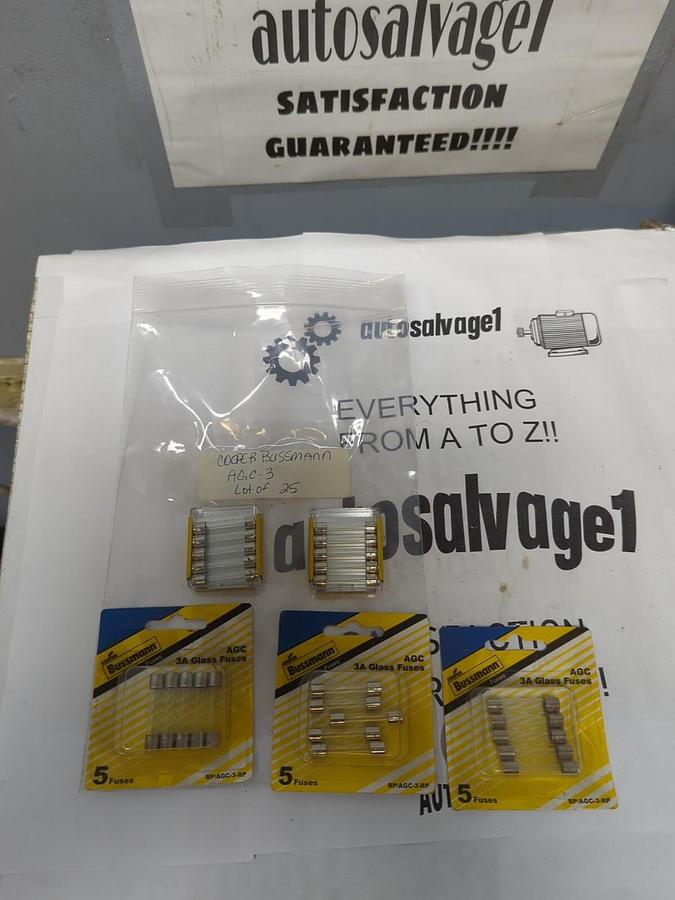 autosalvage1
SATISFACTION
GUARANTEED!!!!
autosalvage1
EVERYTHING
FROM A TO Z!!
COOPER BUSSMANN
AGC-3
Lot of 25
autosalvage1
Bussmann
AGC
3A Glass Fuses
5 Fuses
BP/AGC-3-RP
Bussmann
AGC
3A Glass Fuses
5 Fuses
BP/AGC-3-RP
Bussmann
AGC
3A Glass Fuses
5 Fuses
BP/AGC-3-RP